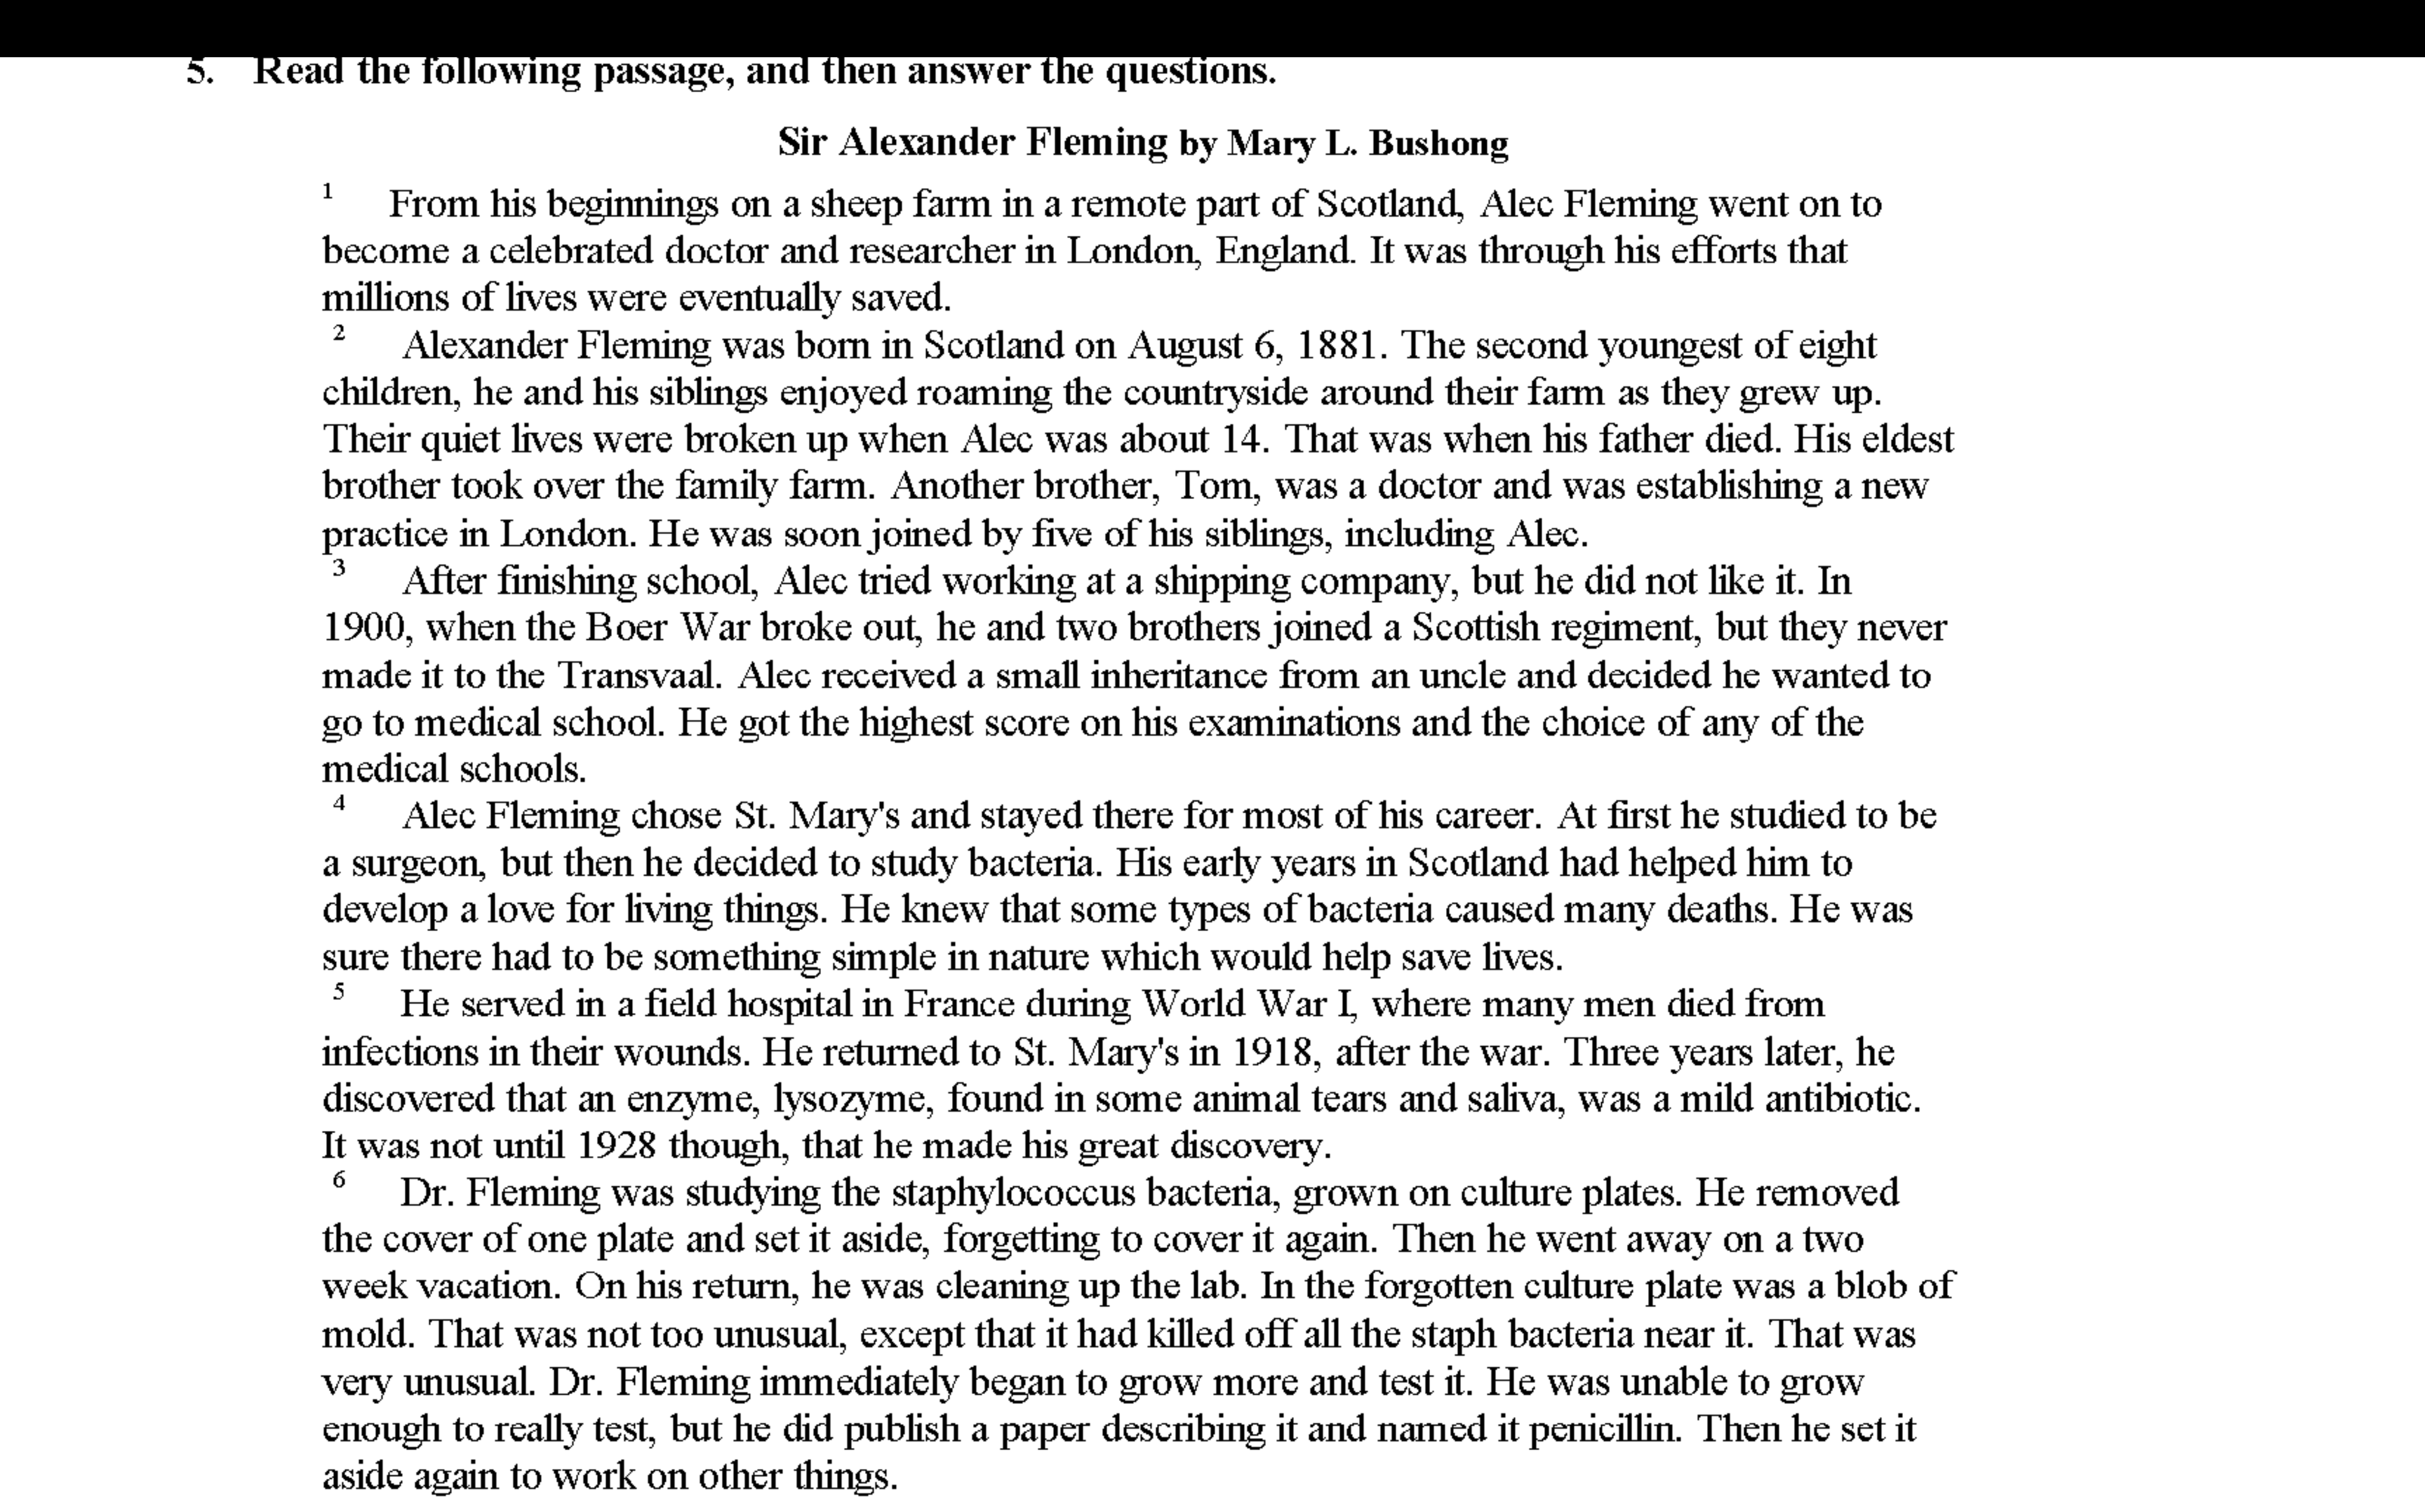 5. Read the following passage, and then answer the questions.
Sir Alexander Fleming by Mary L. Bushong
1 From his beginnings on a sheep farm in a remote part of Scotland, Alec Fleming went on to
become a celebrated doctor and researcher in London, England. It was through his efforts that
millions of lives were eventually saved.
2 Alexander Fleming was born in Scotland on August 6, 1881. The second youngest of eight
children, he and his siblings enjoyed roaming the countryside around their farm as they grew up.
Their quiet lives were broken up when Alec was about 14. That was when his father died. His eldest
brother took over the family farm. Another brother, Tom, was a doctor and was establishing a new
practice in London. He was soon joined by five of his siblings, including Alec.
3 After finishing school, Alec tried working at a shipping company, but he did not like it. In
1900, when the Boer War broke out, he and two brothers joined a Scottish regiment, but they never
made it to the Transvaal. Alec received a small inheritance from an uncle and decided he wanted to
go to medical school. He got the highest score on his examinations and the choice of any of the
medical schools.
4 Alec Fleming chose St. Mary's and stayed there for most of his career. At first he studied to be
a surgeon, but then he decided to study bacteria. His early years in Scotland had helped him to
develop a love for living things. He knew that some types of bacteria caused many deaths. He was
sure there had to be something simple in nature which would help save lives.
5 He served in a field hospital in France during World War I, where many men died from
infections in their wounds. He returned to St. Mary's in 1918, after the war. Three years later, he
discovered that an enzyme, lysozyme, found in some animal tears and saliva, was a mild antibiotic.
It was not until 1928 though, that he made his great discovery.
6 Dr. Fleming was studying the staphylococcus bacteria, grown on culture plates. He removed
the cover of one plate and set it aside, forgetting to cover it again. Then he went away on a two
week vacation. On his return, he was cleaning up the lab. In the forgotten culture plate was a blob of
mold. That was not too unusual, except that it had killed off all the staph bacteria near it. That was
very unusual. Dr. Fleming immediately began to grow more and test it. He was unable to grow
enough to really test, but he did publish a paper describing it and named it penicillin. Then he set it
aside again to work on other things.